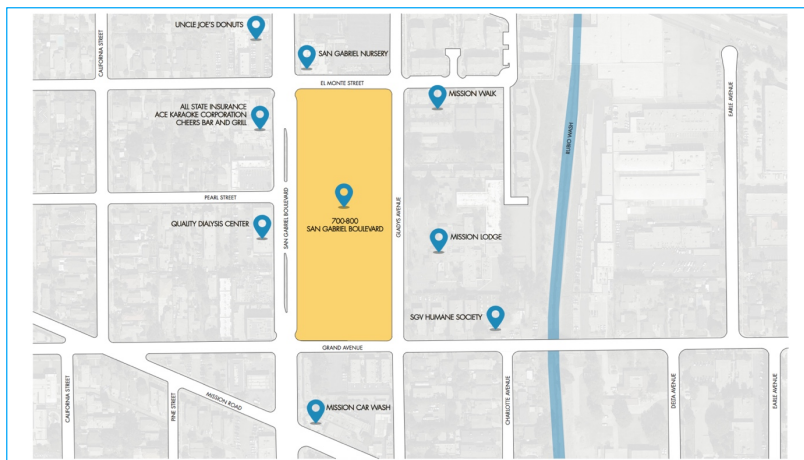 UNCLE JOE'S DONUTS
CALIFORNIA STREET
SAN GABRIEL NURSERY
EL MONTE STREET
MISSION WALK
EARLE AVENUE
ALL STATE INSURANCE
ACE KARAOKE CORPORATION
CHEERS BAR AND GRILL
RUBIO WASH
PEARL STREET
SAN GABRIEL BOULEVARD
700-800
SAN GABRIEL BOULEVARD
GLADYS AVENUE
QUALITY DIALYSIS CENTER
MISSION LODGE
SGV HUMANE SOCIETY
GRAND AVENUE
CALIFORNIA STREET
PINE STREET
MISSION ROAD
MISSION CAR WASH
CHARLOTTE AVENUE
DELTA AVENUE
EARLE AVENUE